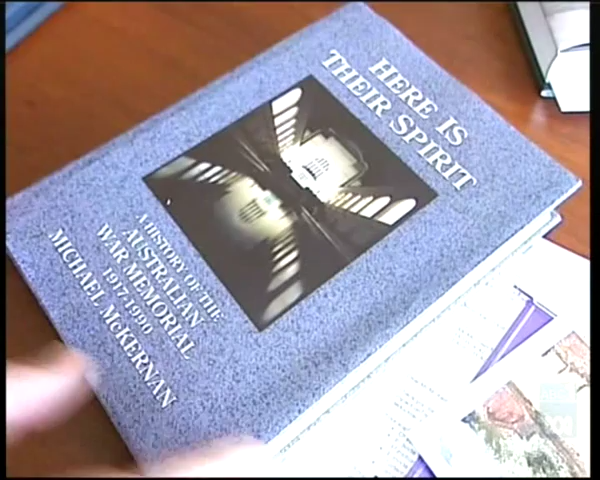 HERE IS
THEIR SPIRIT
A HISTORY OF THE
AUSTRALIAN
WAR MEMORIAL
1917-1990
MICHAEL McKERNAN